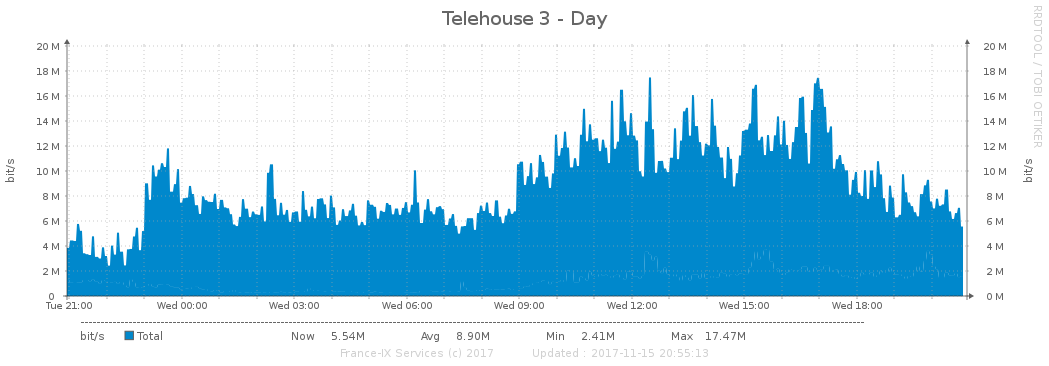 Telehouse 3 - Day
RRDTOOL / TOBI OETIKER
bit/s
20 M 20 M
18 M 18 M
16 M 16 M
14 M 14 M
12 M 12 M
10 M 10 M
8 M 8 M
6 M 6 M
4 M 4 M
2 M 2 M
0 0 M
bit/s
Tue 21:00 Wed 00:00 Wed 03:00 Wed 06:00 Wed 09:00 Wed 12:00 Wed 15:00 Wed 18:00
bit/s Total Now 5.54M Avg 8.90M Min 2.41M Max 17.47M
France-IX Services (c) 2017 Updated : 2017-11-15 20:55:13